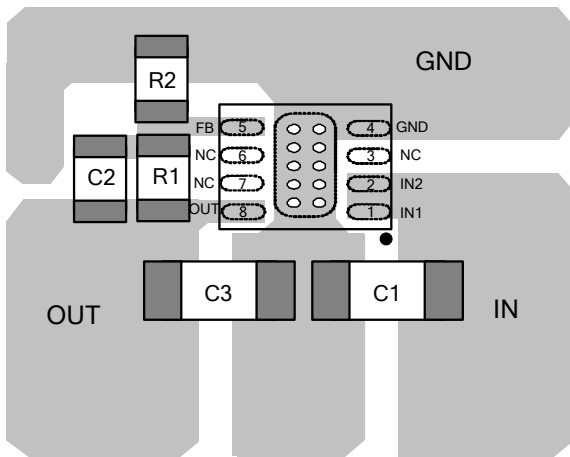 GND
R2
FB 5 4 GND
NC 6 3 NC
C2 R1 NC 7 2 IN2
OUT 8 1 IN1
C3 C1
OUT IN